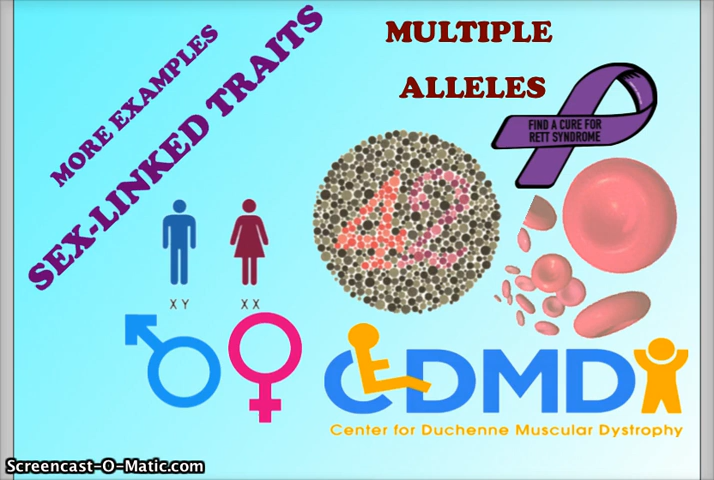 MORE EXAMPLES
SEX-LINKED TRAITS
MULTIPLE
ALLELES
FIND A CURE FOR
RETT SYNDROME
42
XY XX
CDMD
Center for Duchenne Muscular Dystrophy
Screencast-O-Matic.com